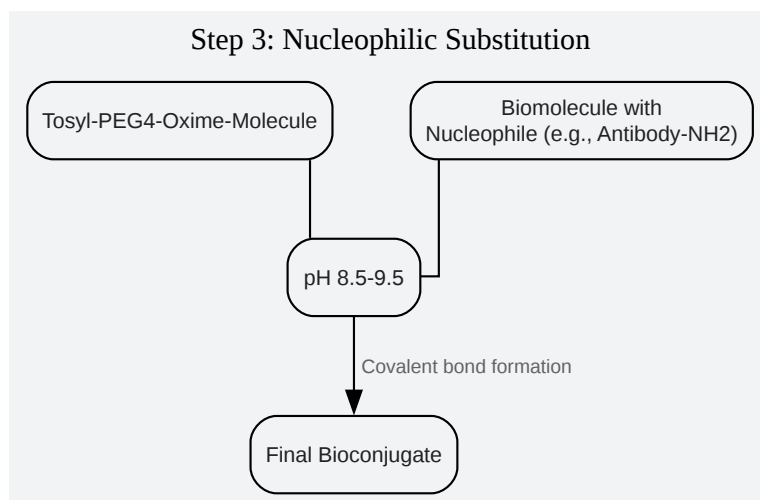 Step 3: Nucleophilic Substitution
Tosyl-PEG4-Oxime-Molecule
Biomolecule with
Nucleophile (e.g., Antibody-NH2)
pH 8.5-9.5
Covalent bond formation
Final Bioconjugate